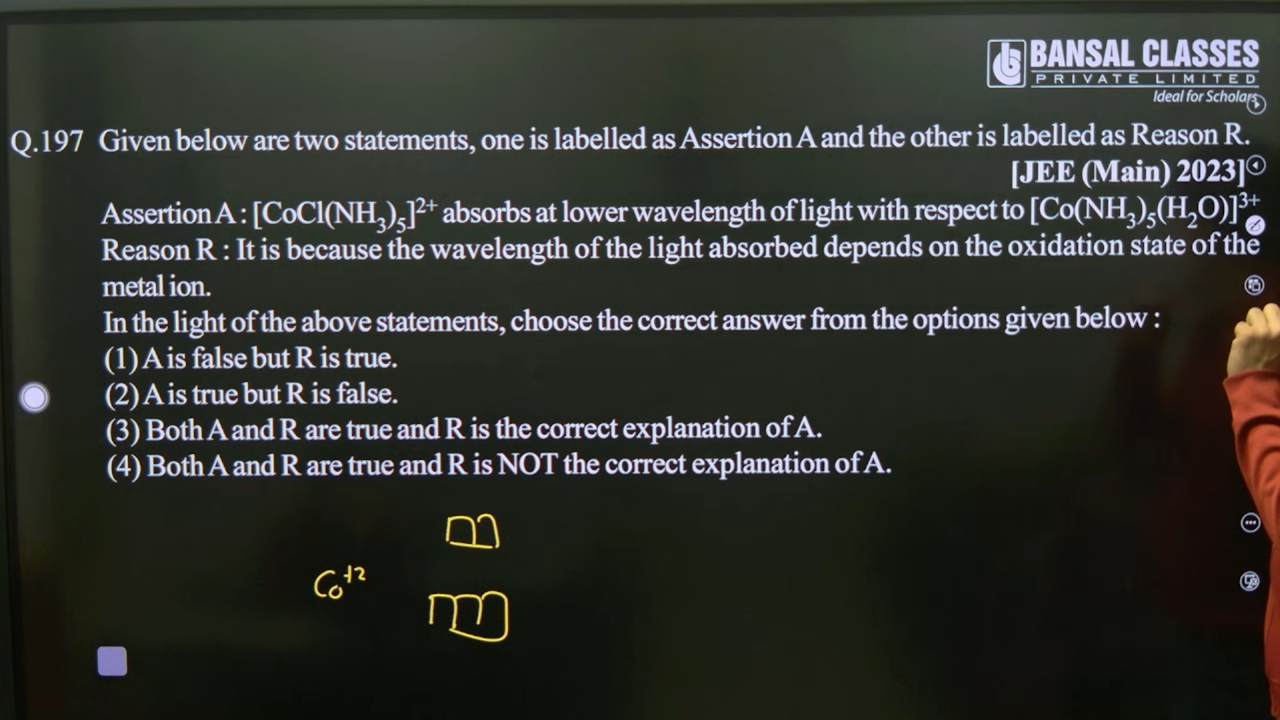 BANSAL CLASSES
PRIVATE LIMITED
Ideal for Scholars
Q.197 Given below are two statements, one is labelled as Assertion A and the other is labelled as Reason R.
[JEE (Main) 2023]
Assertion A : [CoCl(NH₃)₅]²⁺ absorbs at lower wavelength of light with respect to [Co(NH₃)₅(H₂O)]³⁺
Reason R : It is because the wavelength of the light absorbed depends on the oxidation state of the
metal ion.
In the light of the above statements, choose the correct answer from the options given below :
(1) A is false but R is true.
(2) A is true but R is false.
(3) Both A and R are true and R is the correct explanation of A.
(4) Both A and R are true and R is NOT the correct explanation of A.
Co⁺²